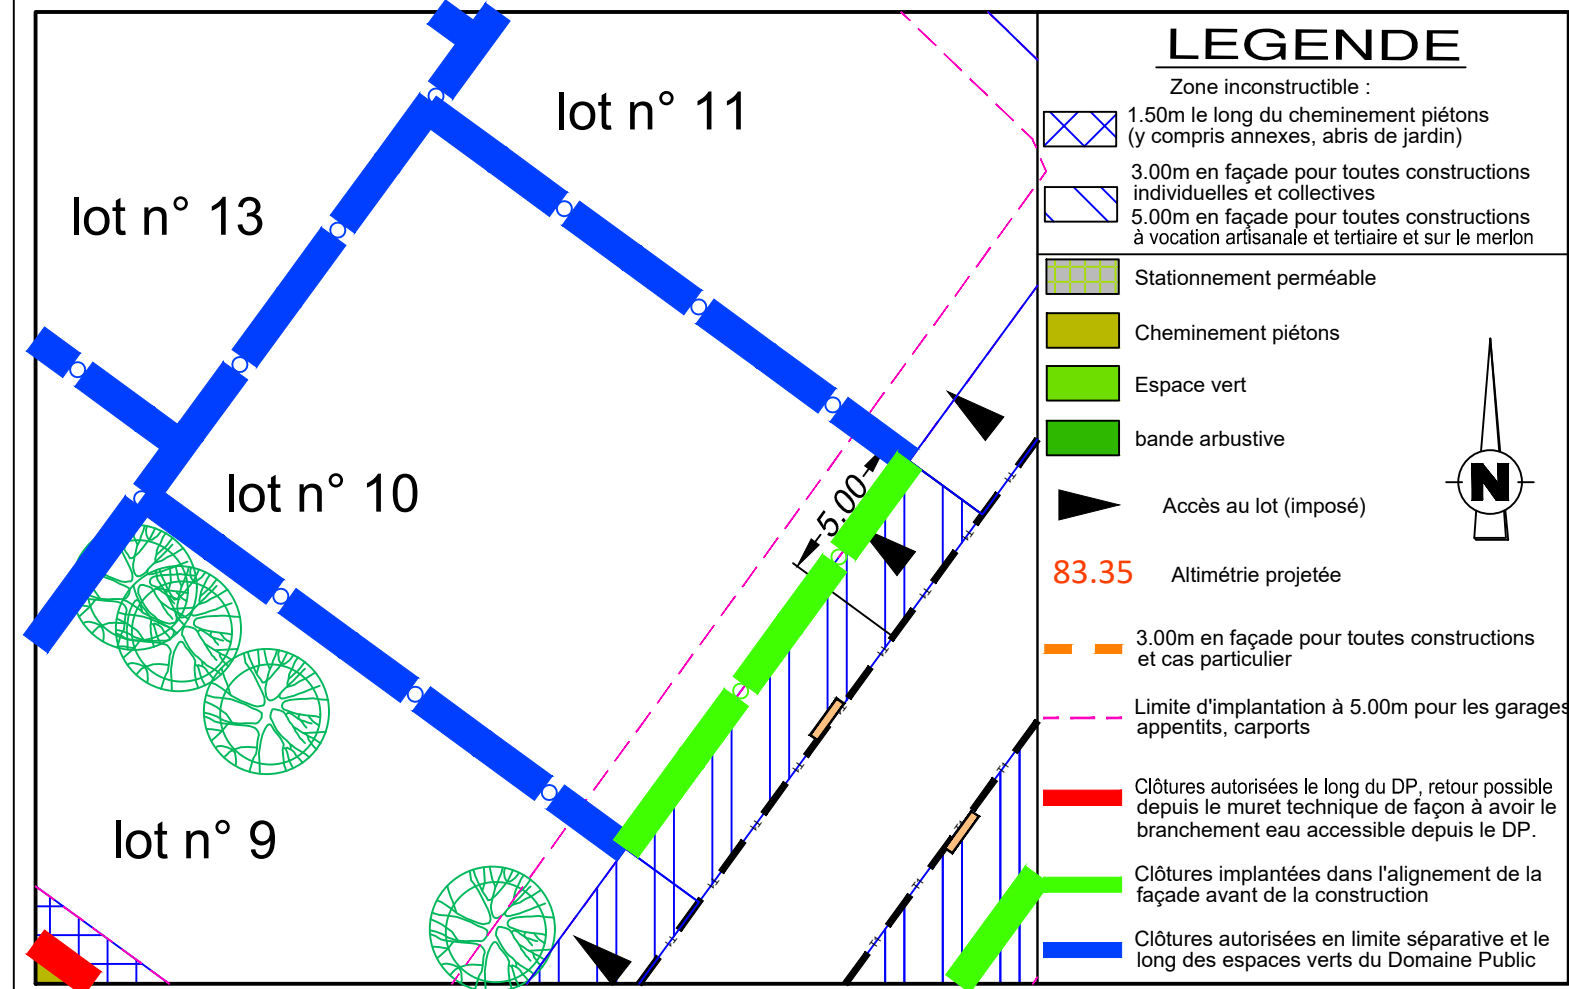 lot n° 11
lot n° 13
lot n° 10
5.00
lot n° 9
LEGENDE
Zone inconstructible :
1.50m le long du cheminement piétons
(y compris annexes, abris de jardin)
3.00m en façade pour toutes constructions
individuelles et collectives
5.00m en façade pour toutes constructions
à vocation artisanale et tertiaire et sur le merlon
Stationnement perméable
Cheminement piétons
Espace vert
bande arbustive
Accès au lot (imposé)
N
83.35 Altimétrie projetée
3.00m en façade pour toutes constructions
et cas particulier
Limite d'implantation à 5.00m pour les garages
appentits, carports
Clôtures autorisées le long du DP, retour possible
depuis le muret technique de façon à avoir le
branchement eau accessible depuis le DP.
Clôtures implantées dans l'alignement de la
façade avant de la construction
Clôtures autorisées en limite séparative et le
long des espaces verts du Domaine Public